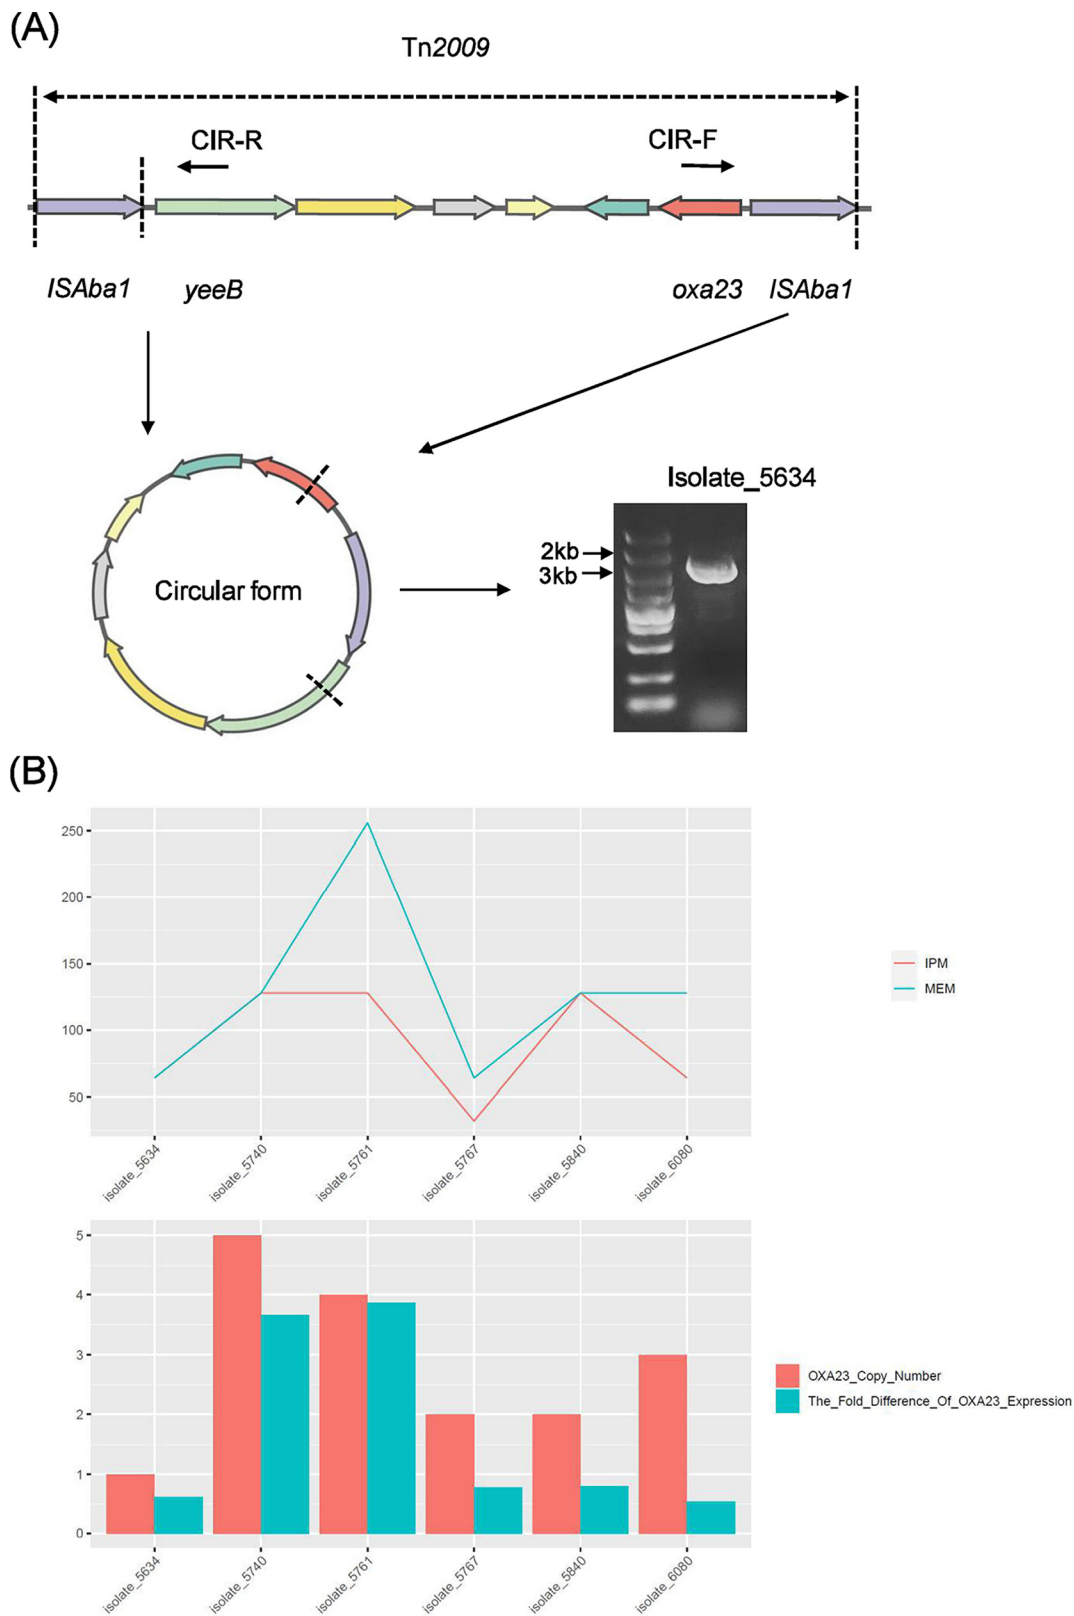 (A)
Tn2009
CIR-R
CIR-F
ISAba1
yeeB
oxa23
ISAba1
Circular form
Isolate_5634
2kb
3kb
(B)
250
200
150
100
50
isolate_5634
isolate_5740
isolate_5761
isolate_5767
isolate_5840
isolate_6080
IPM
MEM
5
4
3
2
1
0
isolate_5634
isolate_5740
isolate_5761
isolate_5767
isolate_5840
isolate_6080
OXA23_Copy_Number
The_Fold_Difference_Of_OXA23_Expression